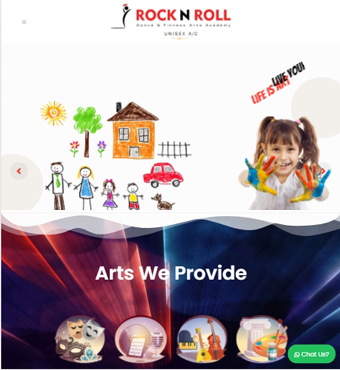 ROCK N ROLL
Dance & Fitness Arts Academy
UNISEX A/C
LIVE YOU!
LIFE IS ART
Arts We Provide
Chat Us?